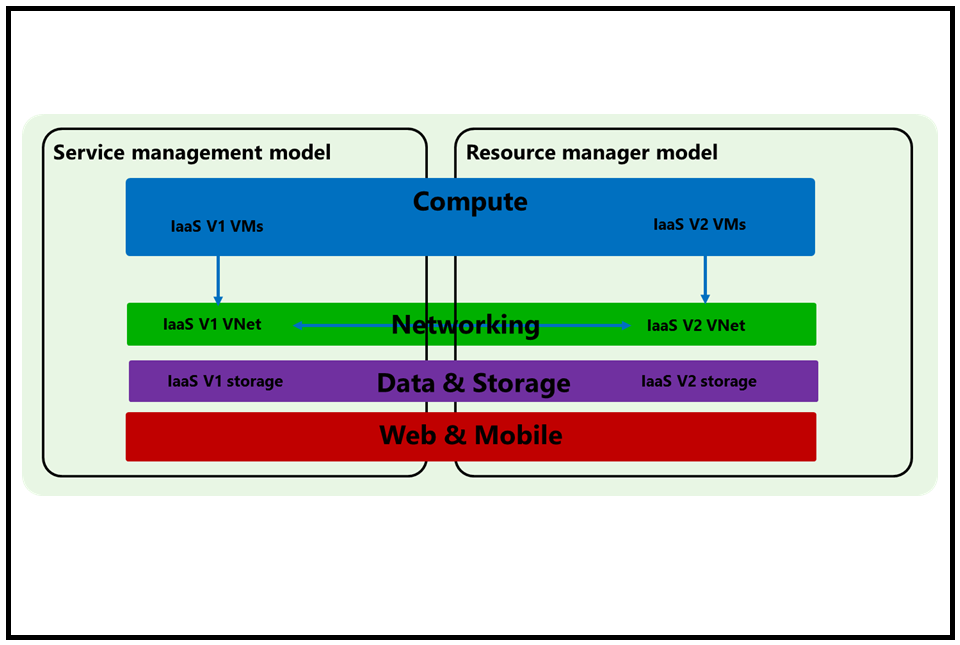 Service management model
Resource manager model
Compute
IaaS V1 VMs
IaaS V2 VMs
IaaS V1 VNet
Networking
IaaS V2 VNet
IaaS V1 storage
Data & Storage
IaaS V2 storage
Web & Mobile